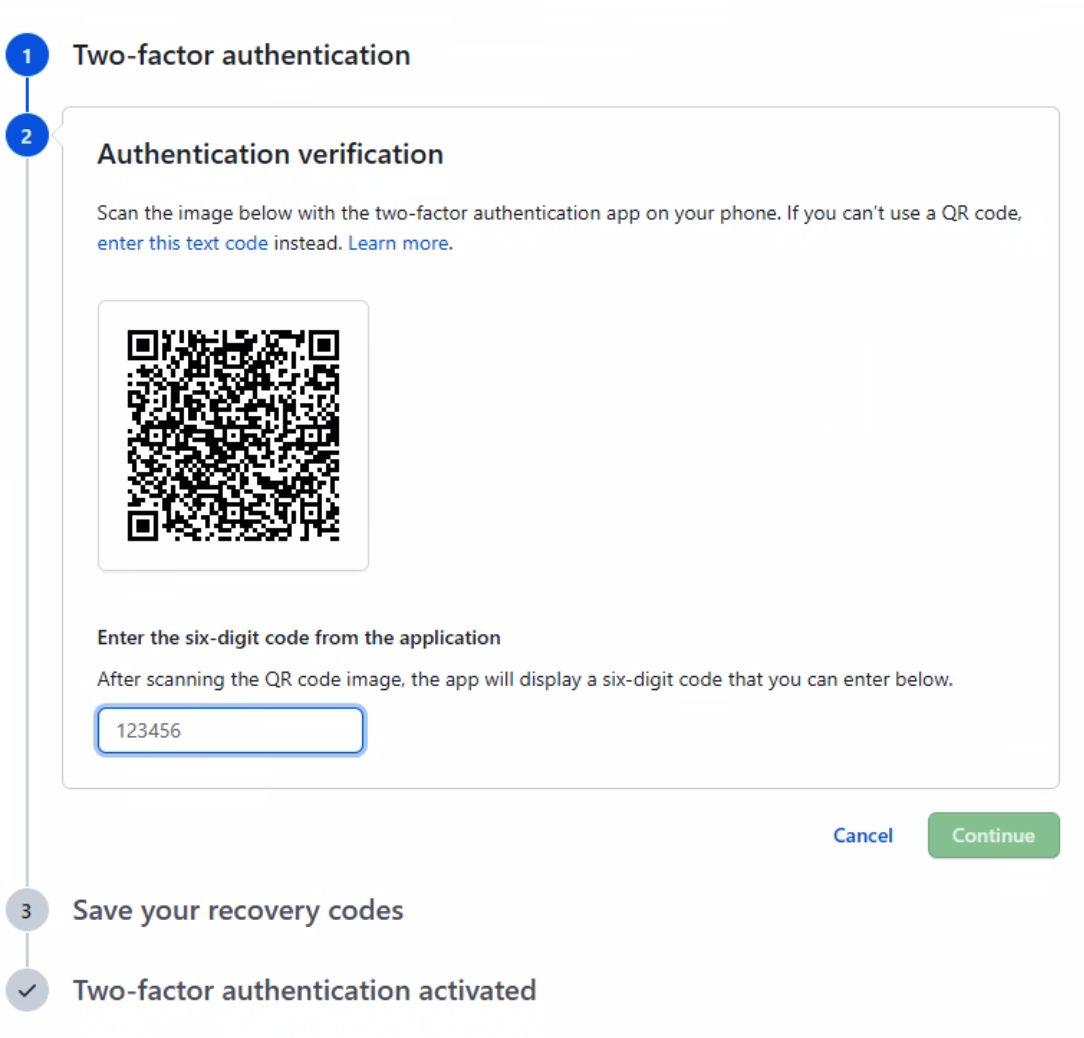 1 Two-factor authentication
2
Authentication verification
Scan the image below with the two-factor authentication app on your phone. If you can't use a QR code,
enter this text code instead. Learn more.
Enter the six-digit code from the application
After scanning the QR code image, the app will display a six-digit code that you can enter below.
123456
Cancel Continue
3 Save your recovery codes
Two-factor authentication activated